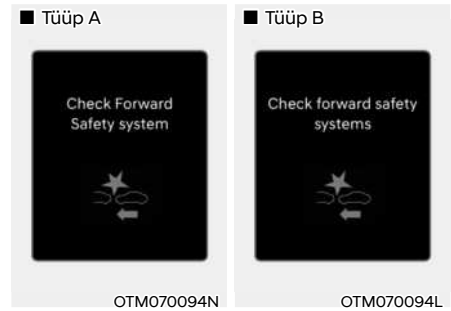 ■ Tüüp A
Check Forward
Safety system
OTM070094N
■ Tüüp B
Check forward safety
systems
OTM070094L